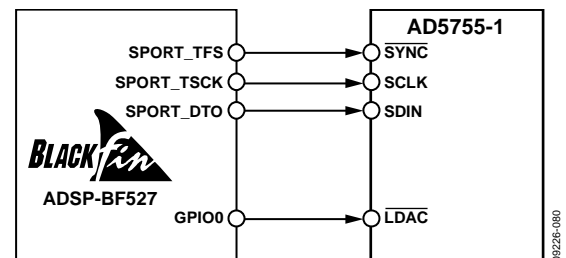 AD5755-1
SPORT_TFS
SYNC
SPORT_TSCK
SCLK
SPORT_DTO
SDIN
BLACKfin
ADSP-BF527
GPIO0
LDAC
09226-080